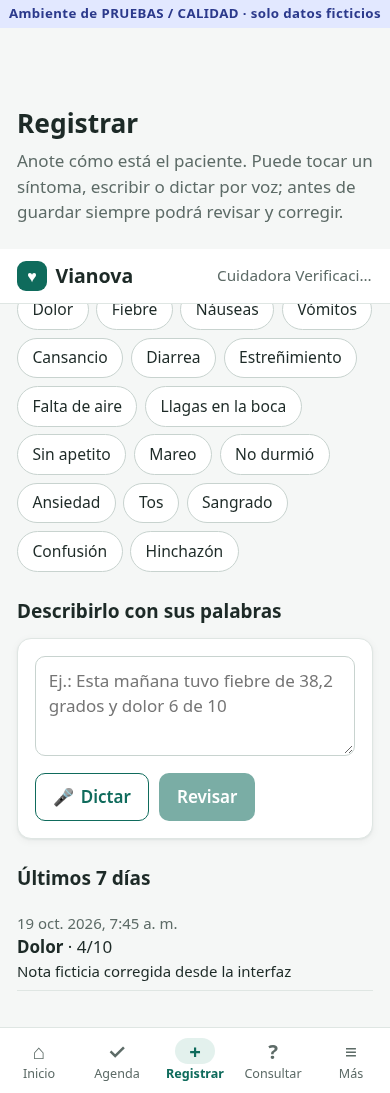 Ambiente de PRUEBAS / CALIDAD · solo datos ficticios
Registrar
Anote cómo está el paciente. Puede tocar un
síntoma, escribir o dictar por voz; antes de
guardar siempre podrá revisar y corregir.
Vianova Cuidadora Verificaci...
Dolor Fiebre Náuseas Vómitos
Cansancio Diarrea Estreñimiento
Falta de aire Llagas en la boca
Sin apetito Mareo No durmió
Ansiedad Tos Sangrado
Confusión Hinchazón
Describirlo con sus palabras
Ej.: Esta mañana tuvo fiebre de 38,2
grados y dolor 6 de 10
Dictar Revisar
Últimos 7 días
19 oct. 2026, 7:45 a. m.
Dolor · 4/10
Nota ficticia corregida desde la interfaz
Inicio Agenda Registrar Consultar Más